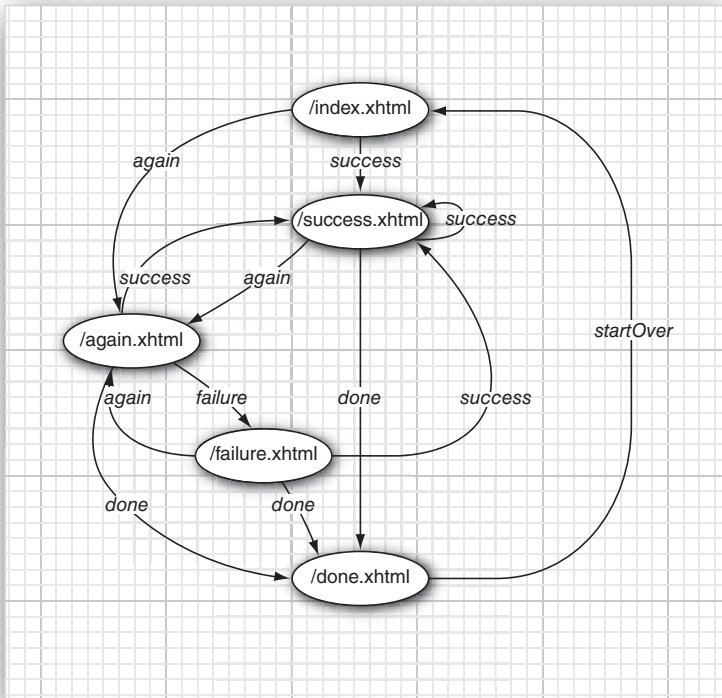 /index.xhtml
again
success
/success.xhtml
success
success
again
/again.xhtml
startOver
again
failure
done
success
/failure.xhtml
done
done
/done.xhtml